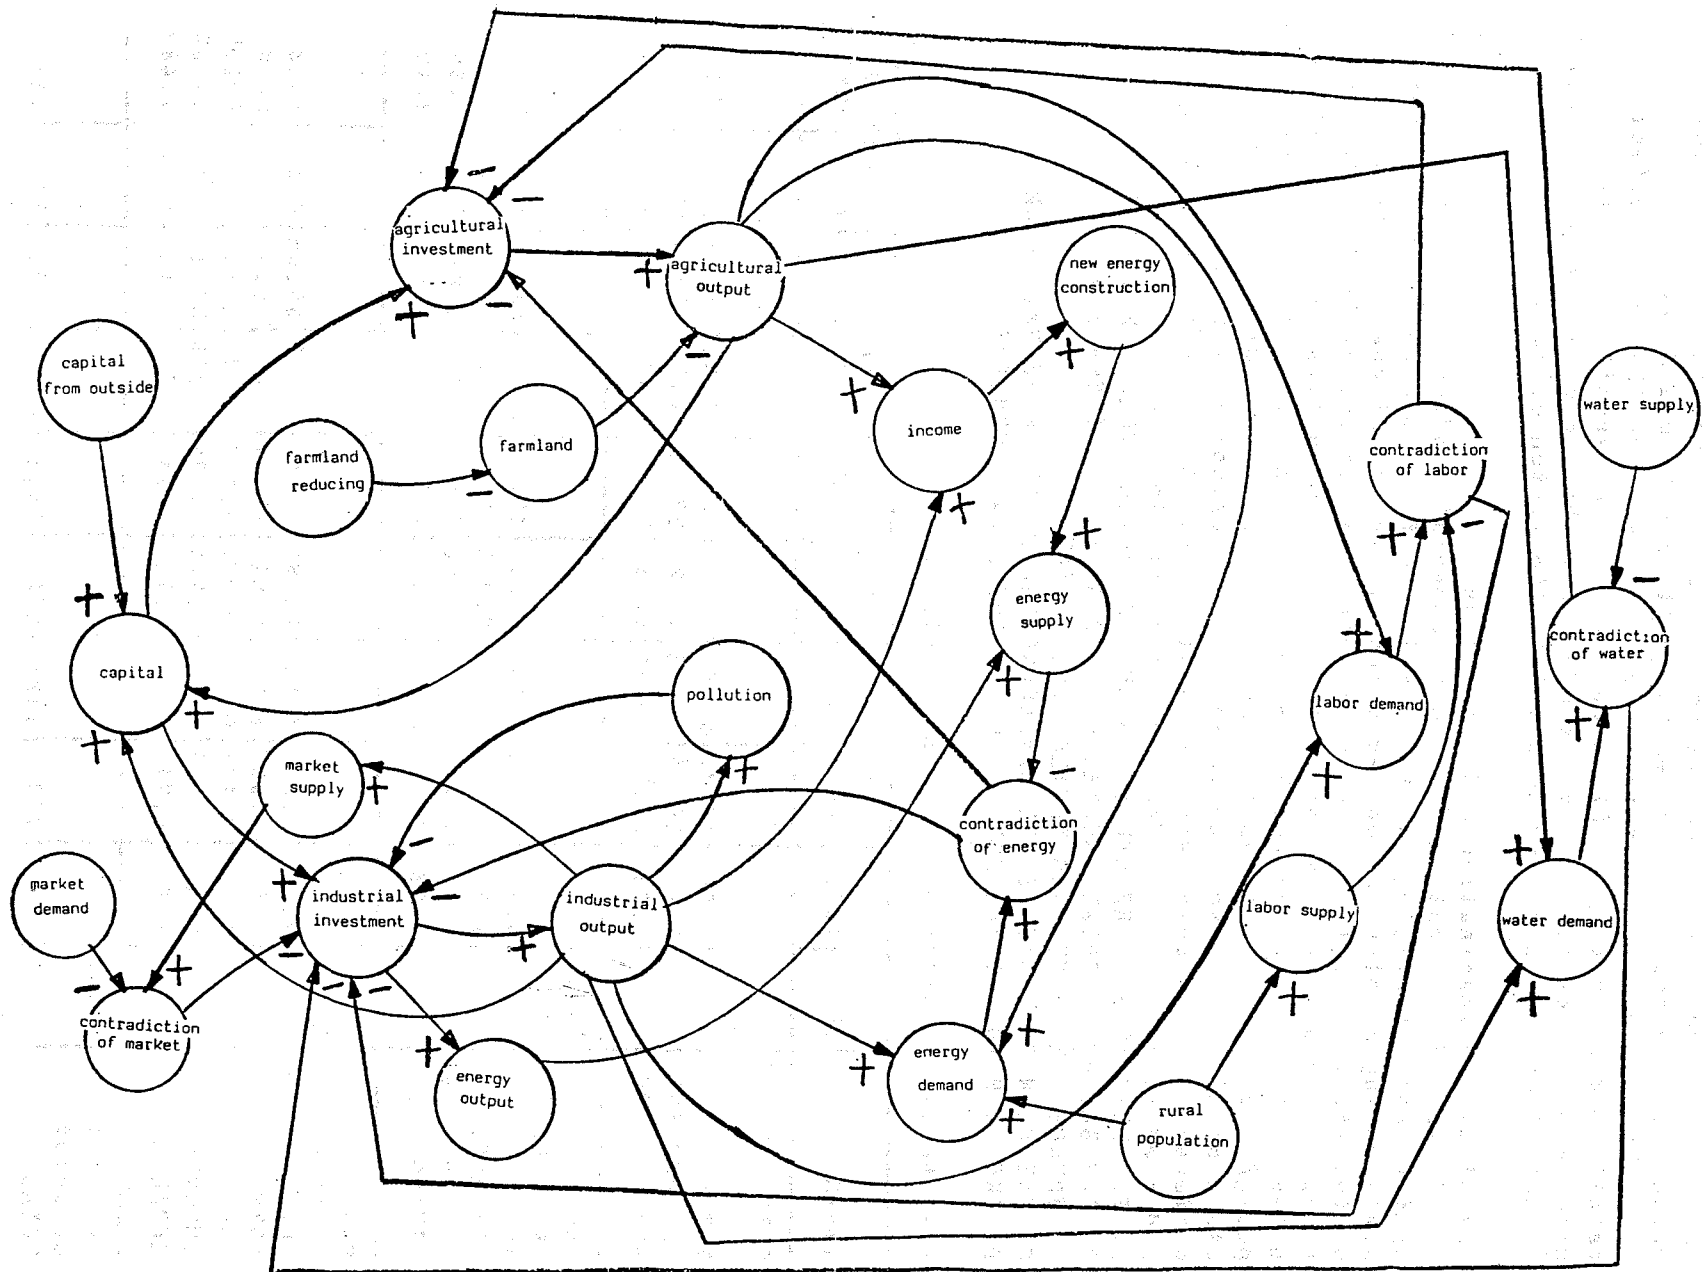 agricultural
investment
agricultural
output
new energy
construction
capital
from outside
farmland
reducing
farmland
income
contradiction
of labor
water supply
energy
supply
contradiction
of water
capital
pollution
labor demand
market
supply
contradiction
of energy
market
demand
industrial
investment
industrial
output
labor supply
water demand
contradiction
of market
energy
output
energy
demand
rural
population